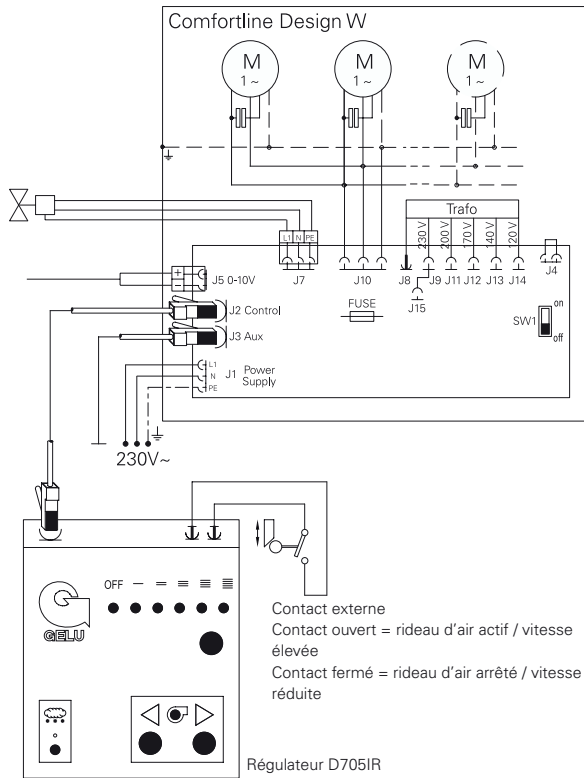 Comfortline Design W
M
1 ~
M
1 ~
M
1 ~
Trafo
230 V
200 V
170 V
140 V
120 V
L1 N PE
+
-
J5 0-10V
J7
J10
J8
J9
J11
J12
J13
J14
J4
J15
J2 Control
FUSE
SW1
on
off
J3 Aux
L1
N
PE
J1 Power
Supply
230V~
OFF
GELU
Contact externe
Contact ouvert = rideau d'air actif / vitesse
élevée
Contact fermé = rideau d'air arrêté / vitesse
réduite
Régulateur D705IR